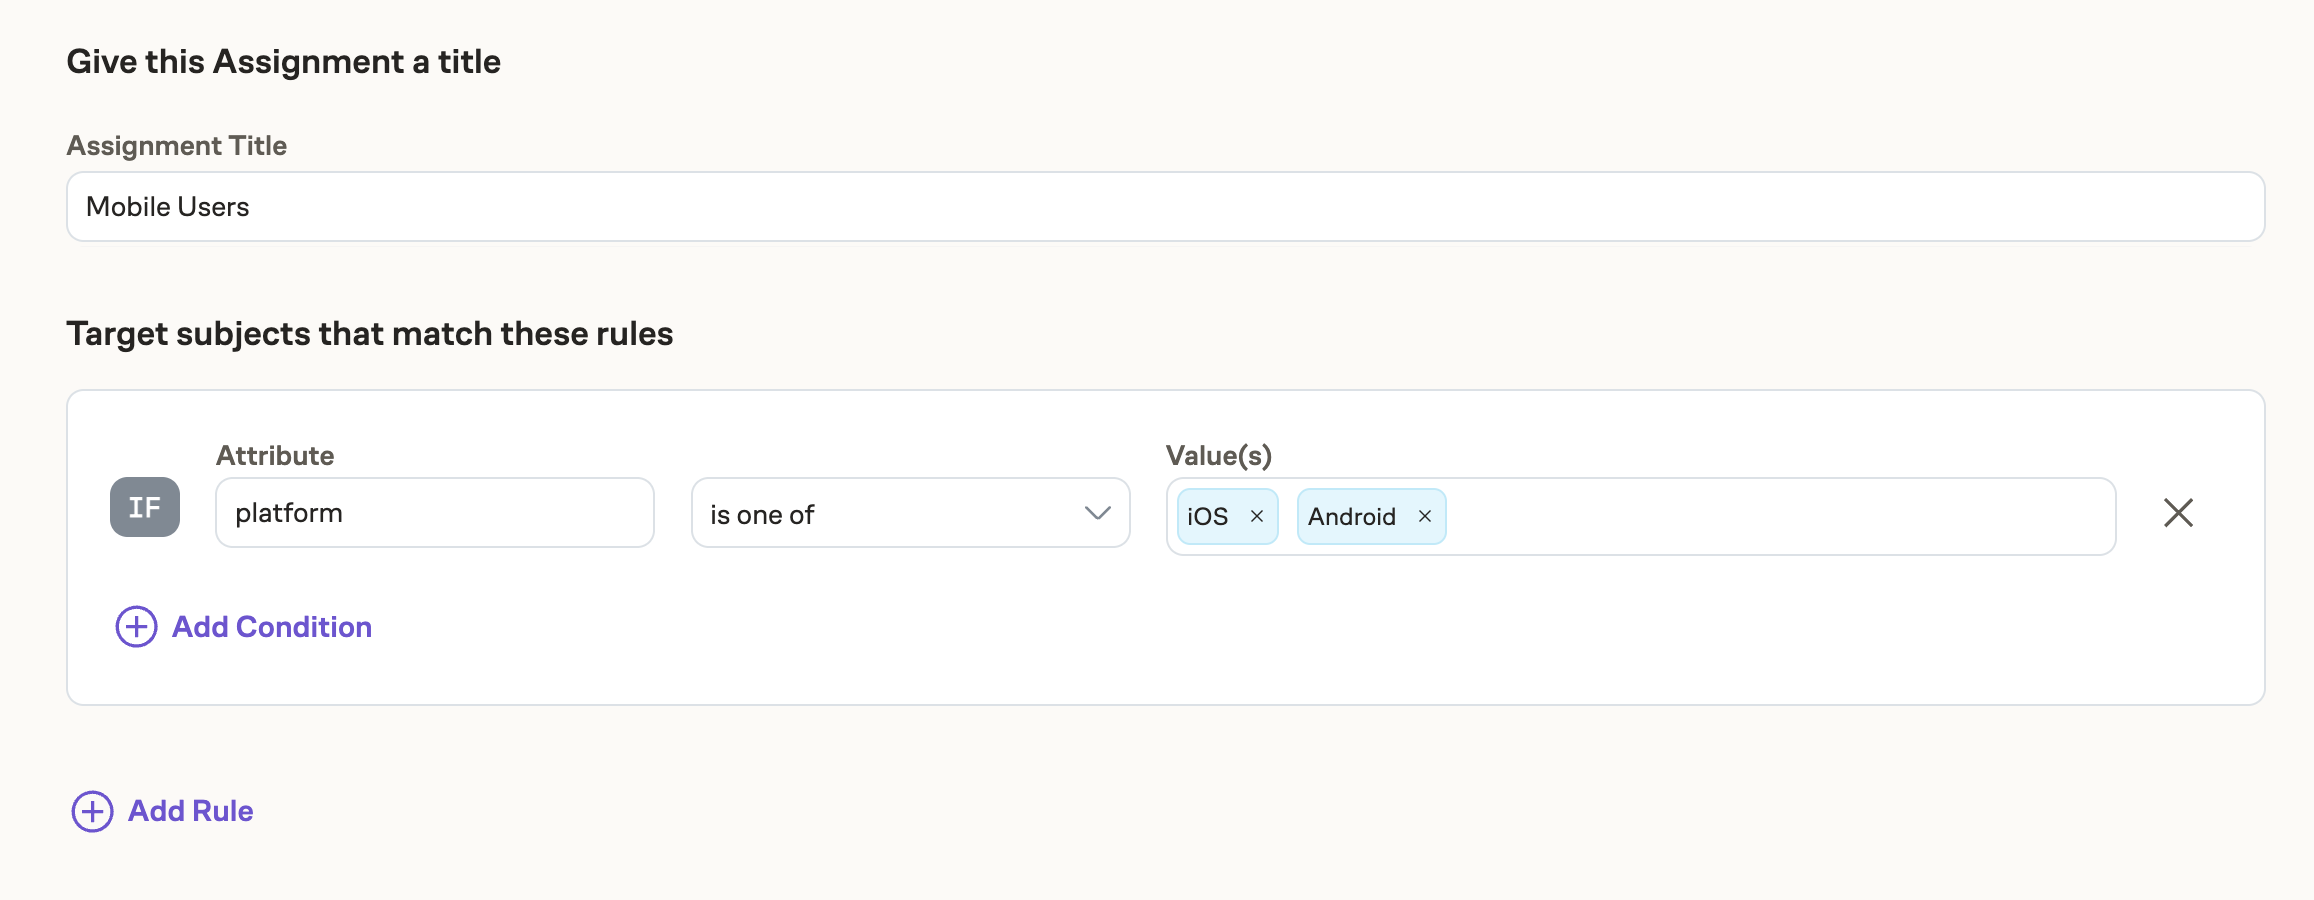 Give this Assignment a title
Assignment Title
Mobile Users
Target subjects that match these rules
Attribute
Value(s)
IF
platform
is one of
iOS ×
Android ×
Add Condition
Add Rule